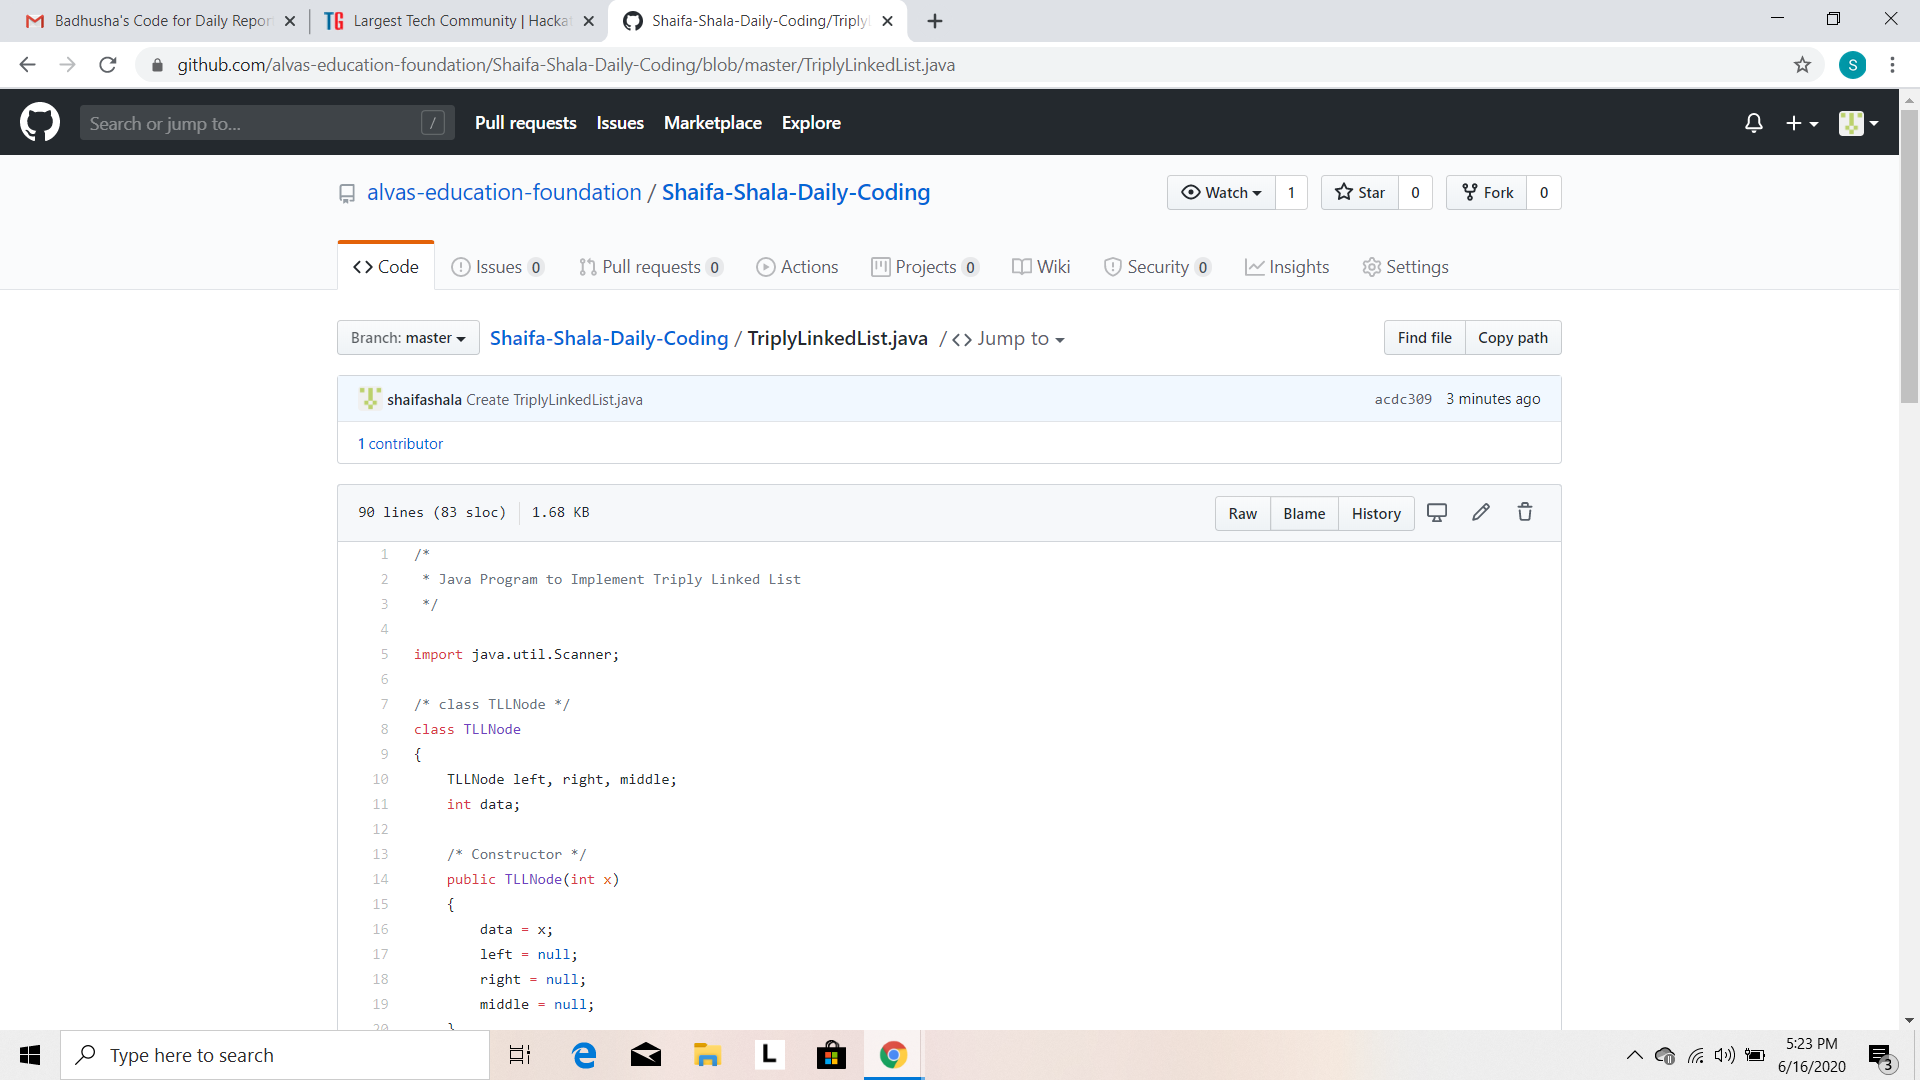 Badhusha's Code for Daily Repor
Largest Tech Community | Hacka
Shaifa-Shala-Daily-Coding/Triply
github.com/alvas-education-foundation/Shaifa-Shala-Daily-Coding/blob/master/TriplyLinkedList.java
S
Search or jump to...
/
Pull requests
Issues
Marketplace
Explore
alvas-education-foundation / Shaifa-Shala-Daily-Coding
Watch 1
Star 0
Fork 0
Code
Issues 0
Pull requests 0
Actions
Projects 0
Wiki
Security 0
Insights
Settings
Branch: master
Shaifa-Shala-Daily-Coding / TriplyLinkedList.java / <> Jump to
Find file
Copy path
shaifashala Create TriplyLinkedList.java
acdc309 3 minutes ago
1 contributor
90 lines (83 sloc) 1.68 KB
Raw
Blame
History
1 /*
2  * Java Program to Implement Triply Linked List
3  */
4
5 import java.util.Scanner;
6
7 /* class TLLNode */
8 class TLLNode
9 {
10     TLLNode left, right, middle;
11     int data;
12
13     /* Constructor */
14     public TLLNode(int x)
15     {
16         data = x;
17         left = null;
18         right = null;
19         middle = null;
20     }
Type here to search
L
5:23 PM
6/16/2020
3